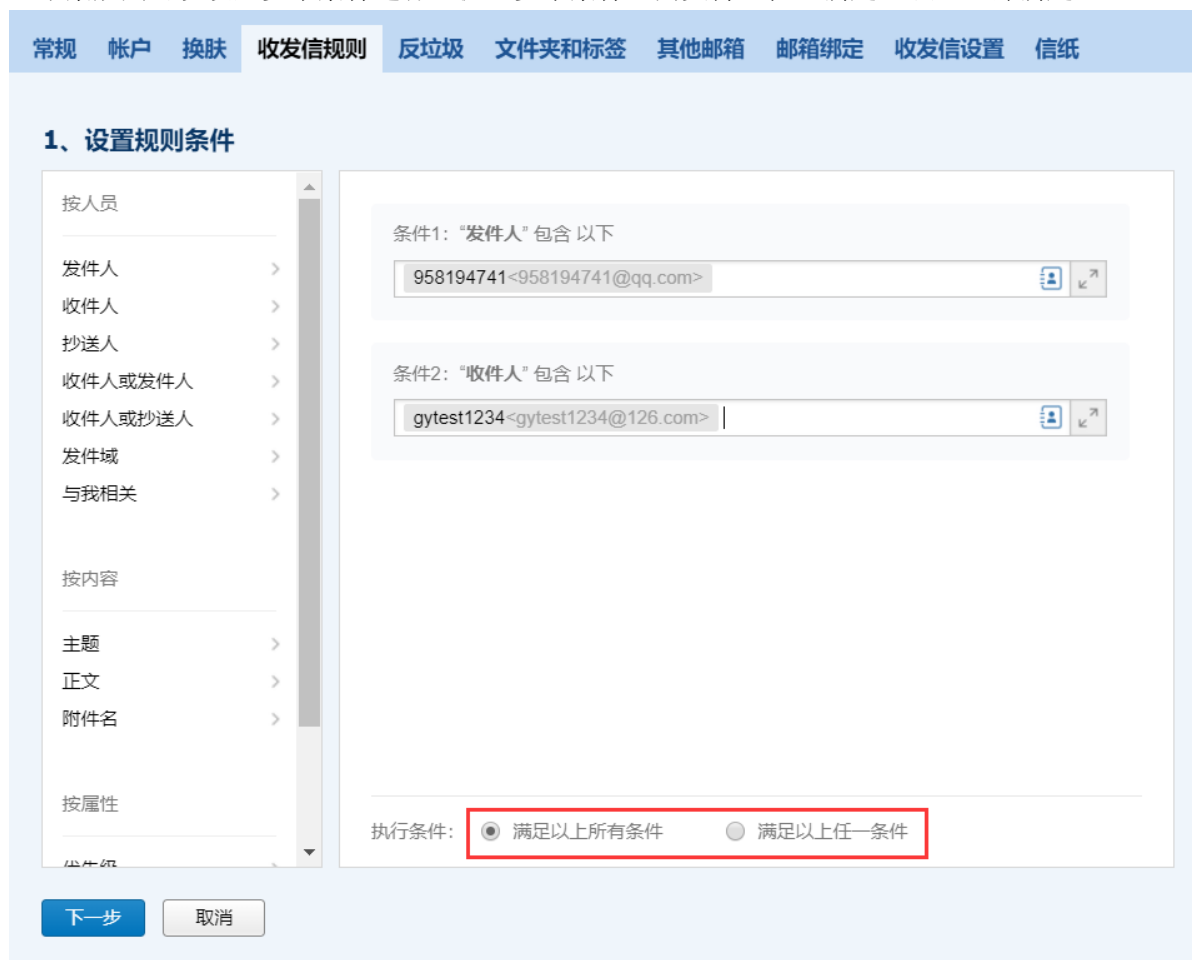 常规 帐户 换肤 收发信规则 反垃圾 文件夹和标签 其他邮箱 邮箱绑定 收发信设置 信纸
1、设置规则条件
按人员
发件人
收件人
抄送人
收件人或发件人
收件人或抄送人
发件域
与我相关
按内容
主题
正文
附件名
按属性
优先级
条件1："发件人" 包含 以下
958194741<958194741@qq.com>
条件2："收件人" 包含 以下
gytest1234<gytest1234@126.com>
执行条件： 满足以上所有条件 满足以上任一条件
下一步 取消